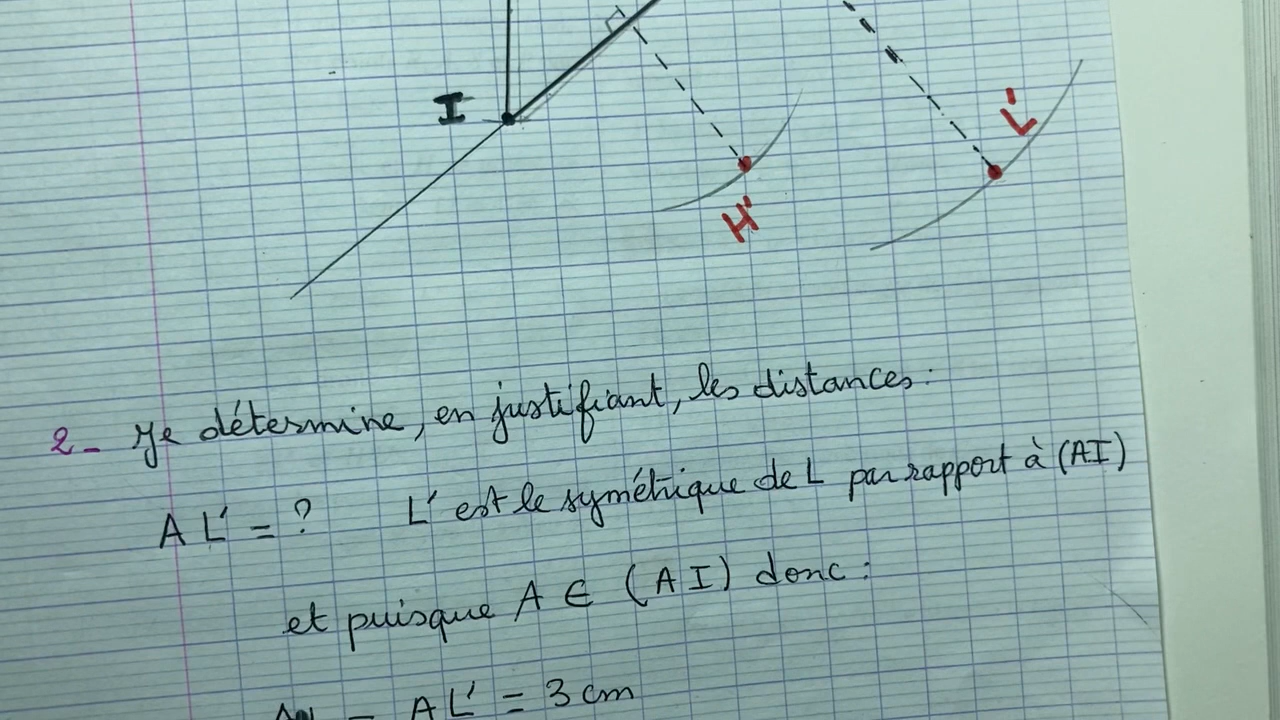 I
L'
H'
2- Je détermine, en justifiant, les distances:
AL' = ? L' est le symétrique de L par rapport à (AI)
et puisque A ∈ (AI) donc:
= AL' = 3 cm